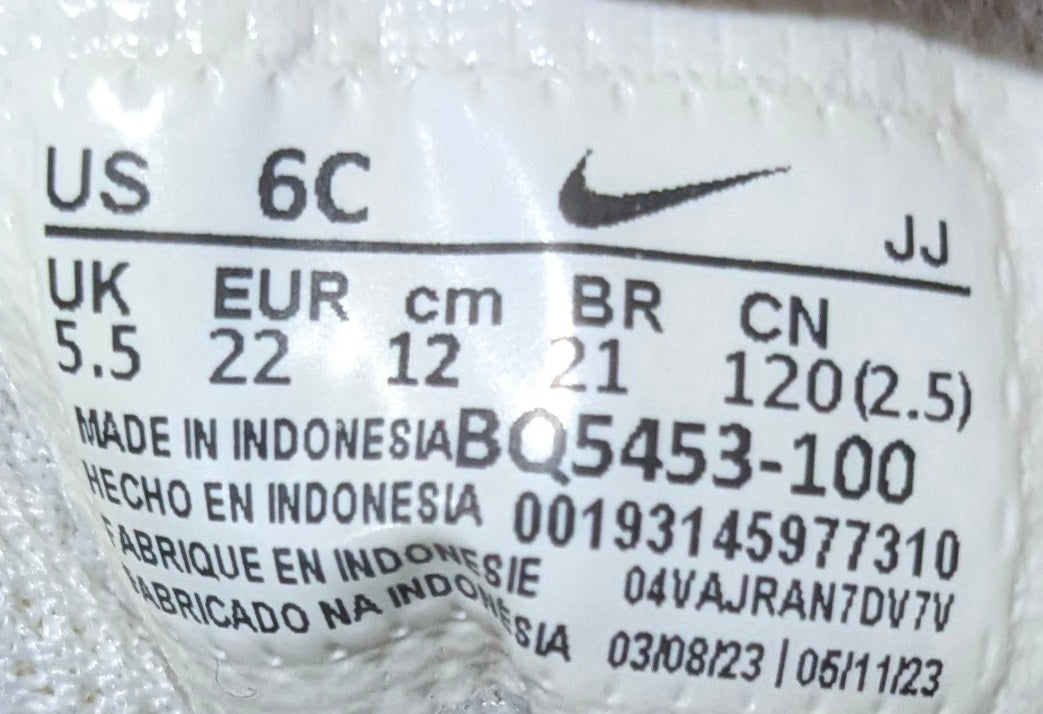 US 6C JJ
UK EUR cm BR CN
5.5 22 12 21 120(2.5)
MADE IN INDONESIA BQ5453-100
HECHO EN INDONESIA 00193145977310
FABRIQUE EN INDONESIE 04VAJRAN7DV7V
FABRICADO NA INDONESIA 03/08/23 | 05/11/23